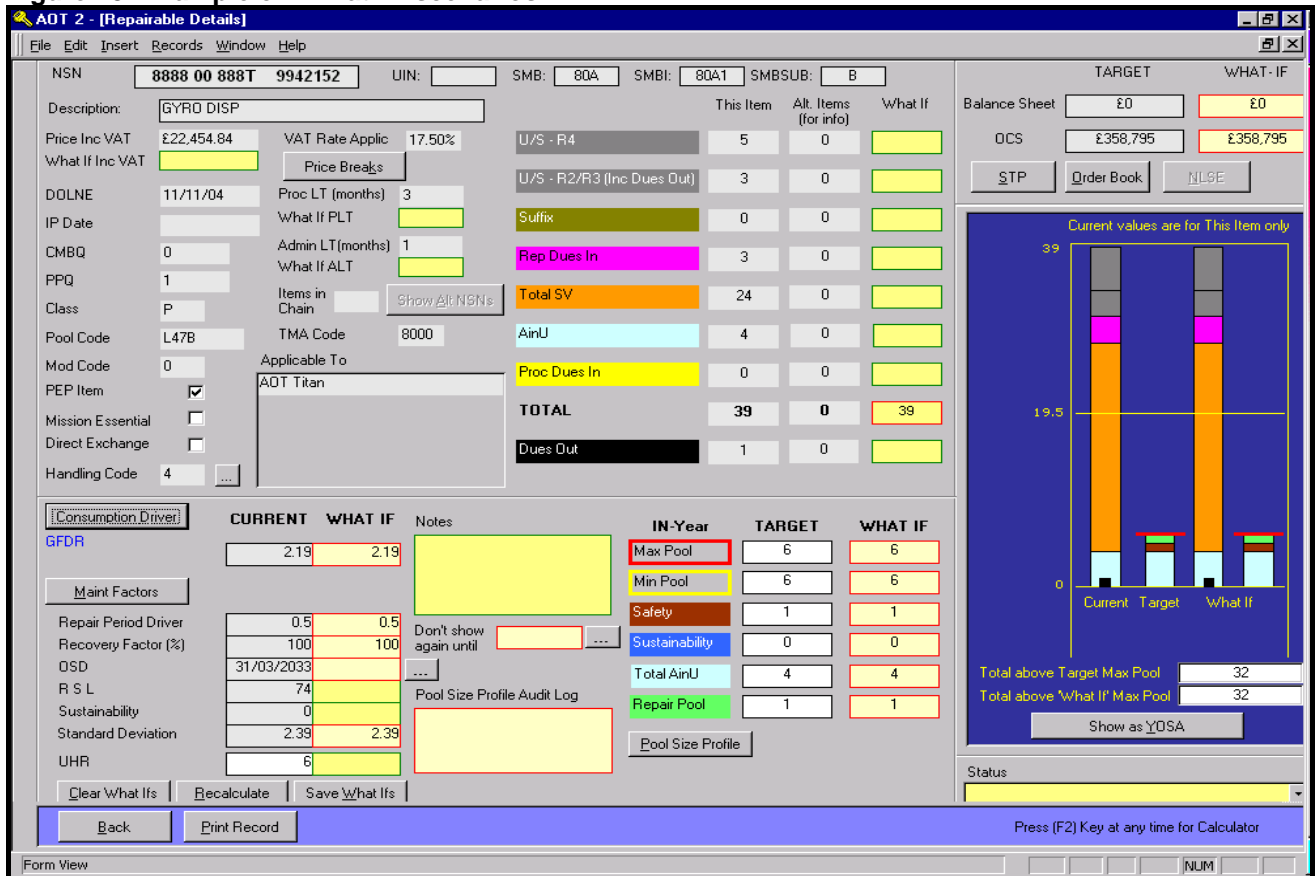 AOT 2 - [Repairable Details]
File Edit Insert Records Window Help
NSN 8888 00 888T 9942152 UIN: SMB: 80A SMBI: 80A1 SMBSUB: B
Description: GYRO DISP
This Item Alt. Items (for info) What If
Price Inc VAT £22,454.84 VAT Rate Applic 17.50%
What If Inc VAT Price Breaks
DOLNE 11/11/04 Proc LT (months) 3
IP Date What If PLT
CMBQ 0 Admin LT(months) 1
What If ALT
PPQ 1
Items in Chain Show Alt NSNs
Class P
Pool Code L47B TMA Code 8000
Mod Code 0 Applicable To
AOT Titan
PEP Item
Mission Essential
Direct Exchange
Handling Code 4 ...
U/S - R4 5 0
U/S - R2/R3 (Inc Dues Out) 3 0
Suffix 0 0
Rep Dues In 3 0
Total SV 24 0
AinU 4 0
Proc Dues In 0 0
TOTAL 39 0 39
Dues Out 1 0
TARGET WHAT-IF
Balance Sheet £0 £0
OCS £358,795 £358,795
STP Order Book NLSE
Current values are for This Item only
39
19.5
0
Current Target What If
Total above Target Max Pool 32
Total above 'What If' Max Pool 32
Show as YOSA
Status
Consumption Driver CURRENT WHAT IF
GFDR 2.19 2.19
Maint Factors
Repair Period Driver 0.5 0.5
Recovery Factor (%) 100 100
OSD 31/03/2033 ...
R S L 74
Sustainability 0
Standard Deviation 2.39 2.39
UHR 6
Clear What Ifs Recalculate Save What Ifs
Notes
Don't show again until ...
Pool Size Profile Audit Log
IN-Year TARGET WHAT IF
Max Pool 6 6
Min Pool 6 6
Safety 1 1
Sustainability 0 0
Total AinU 4 4
Repair Pool 1 1
Pool Size Profile
Back Print Record Press (F2) Key at any time for Calculator
Form View NUM